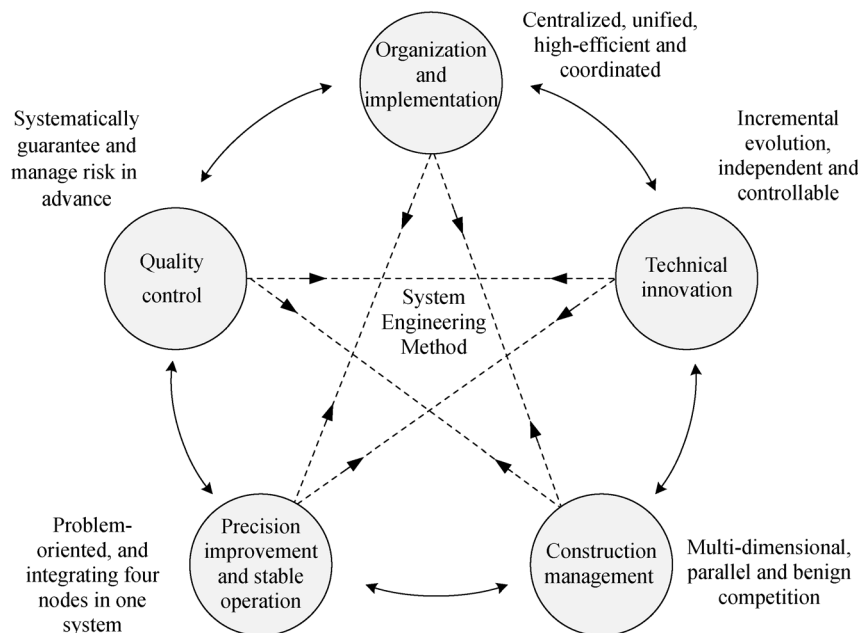 Organization
and
implementation
Centralized, unified,
high-efficient and
coordinated
Systematically
guarantee and
manage risk in
advance
Incremental
evolution,
independent and
controllable
Quality
control
Technical
innovation
System
Engineering
Method
Problem-
oriented, and
integrating four
nodes in one
system
Precision
improvement
and stable
operation
Construction
management
Multi-dimensional,
parallel and benign
competition